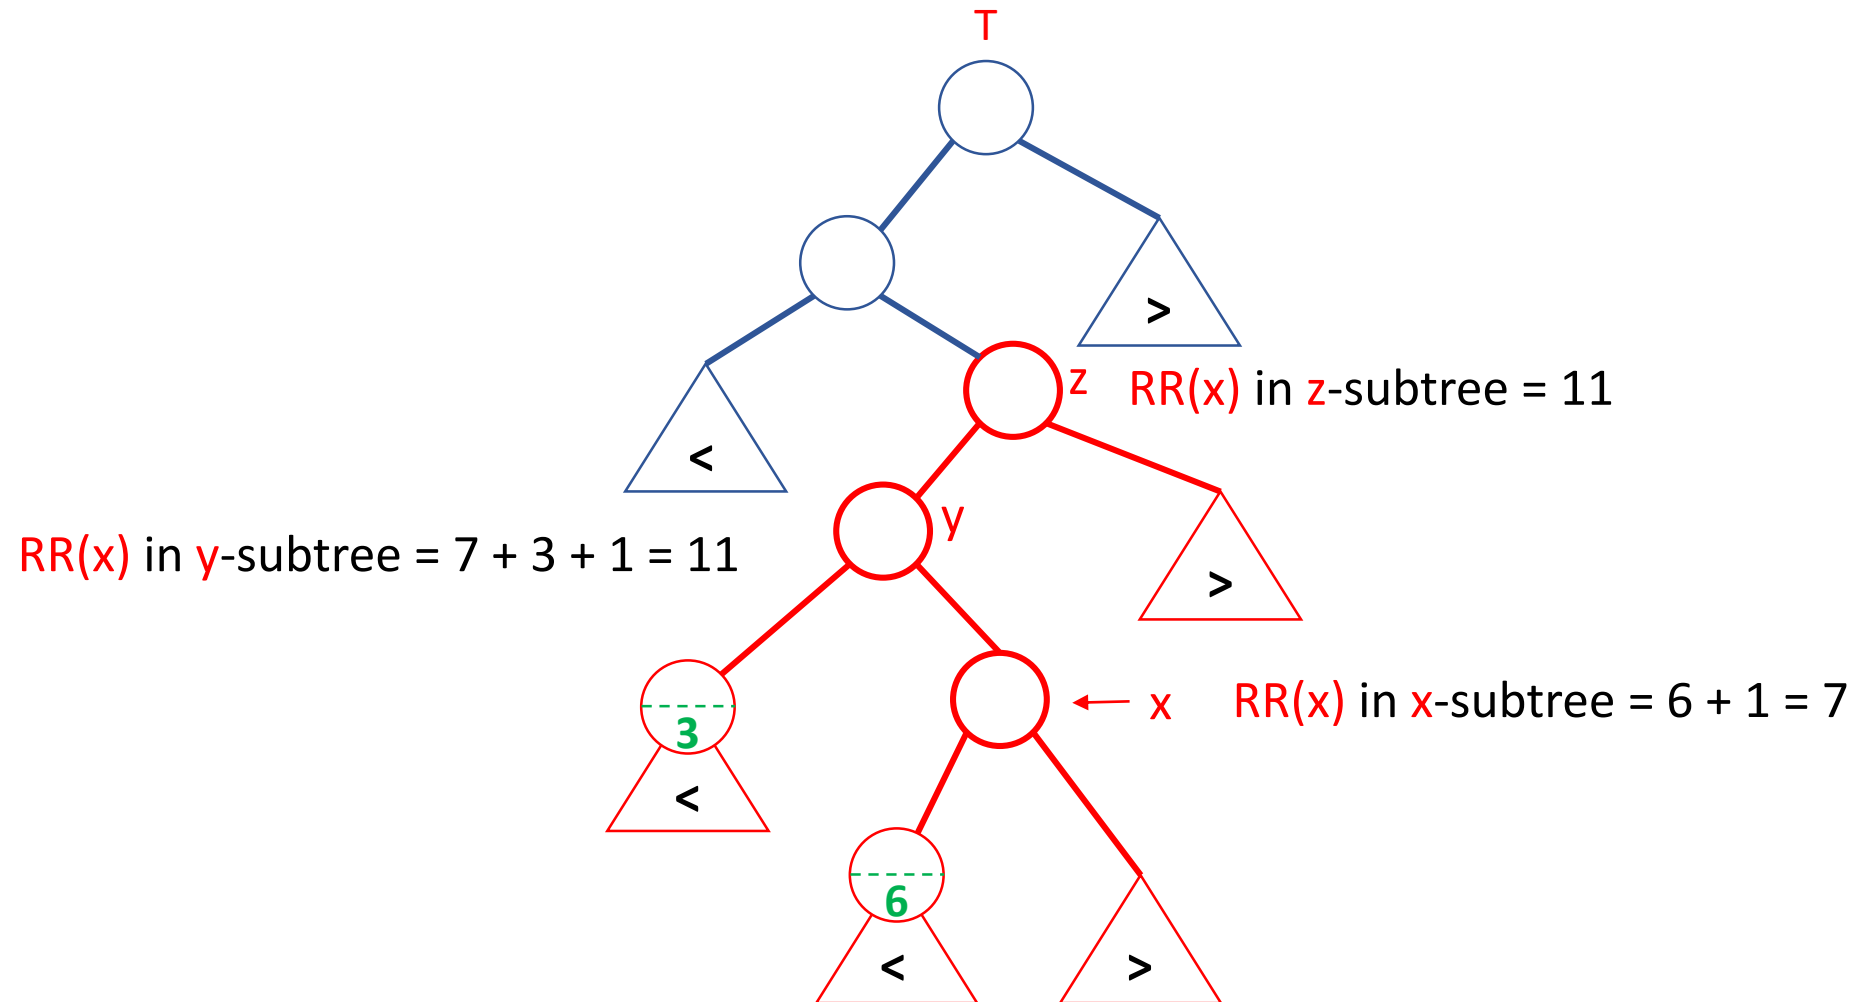 T
>
z RR(x) in z-subtree = 11
<
y
RR(x) in y-subtree = 7 + 3 + 1 = 11
>
x RR(x) in x-subtree = 6 + 1 = 7
3
<
6
<
>